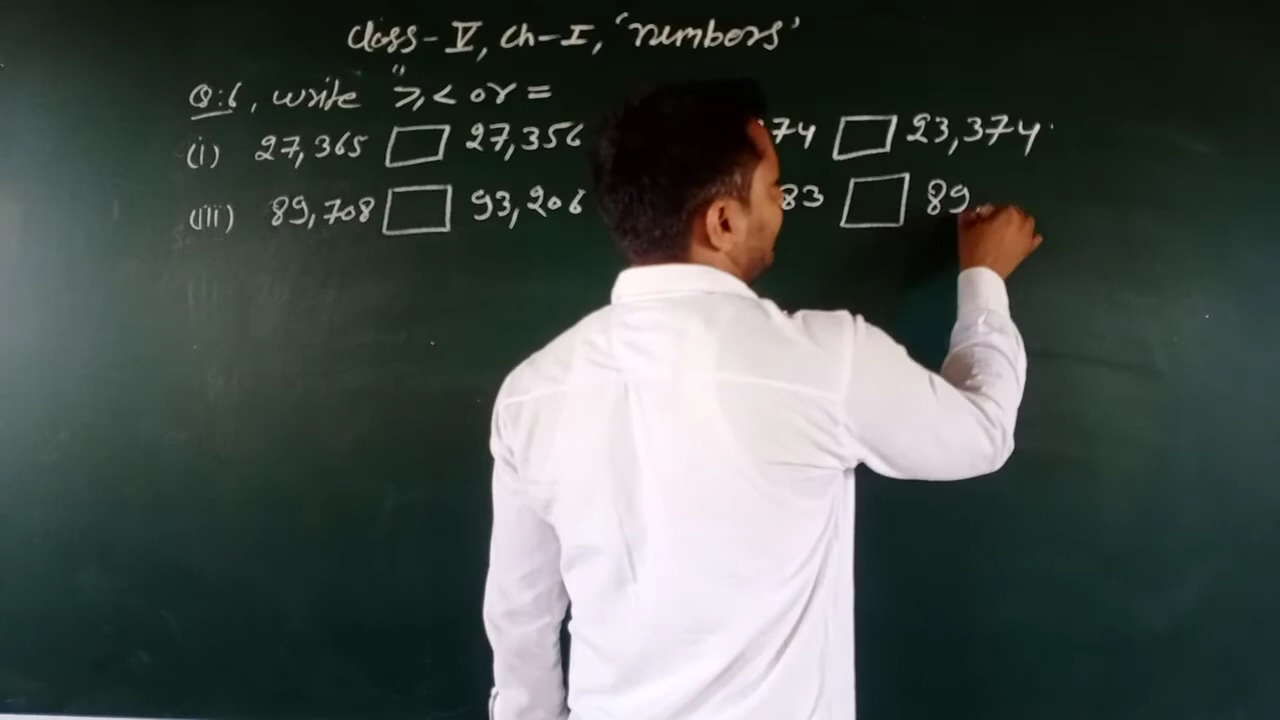 Class-V, Ch-I, 'numbers'
Q:6, write ">,< or =
(i) 27,365 □ 27,356 74 □ 23,374.
(iii) 89,708 □ 93,206 83 □ 89,